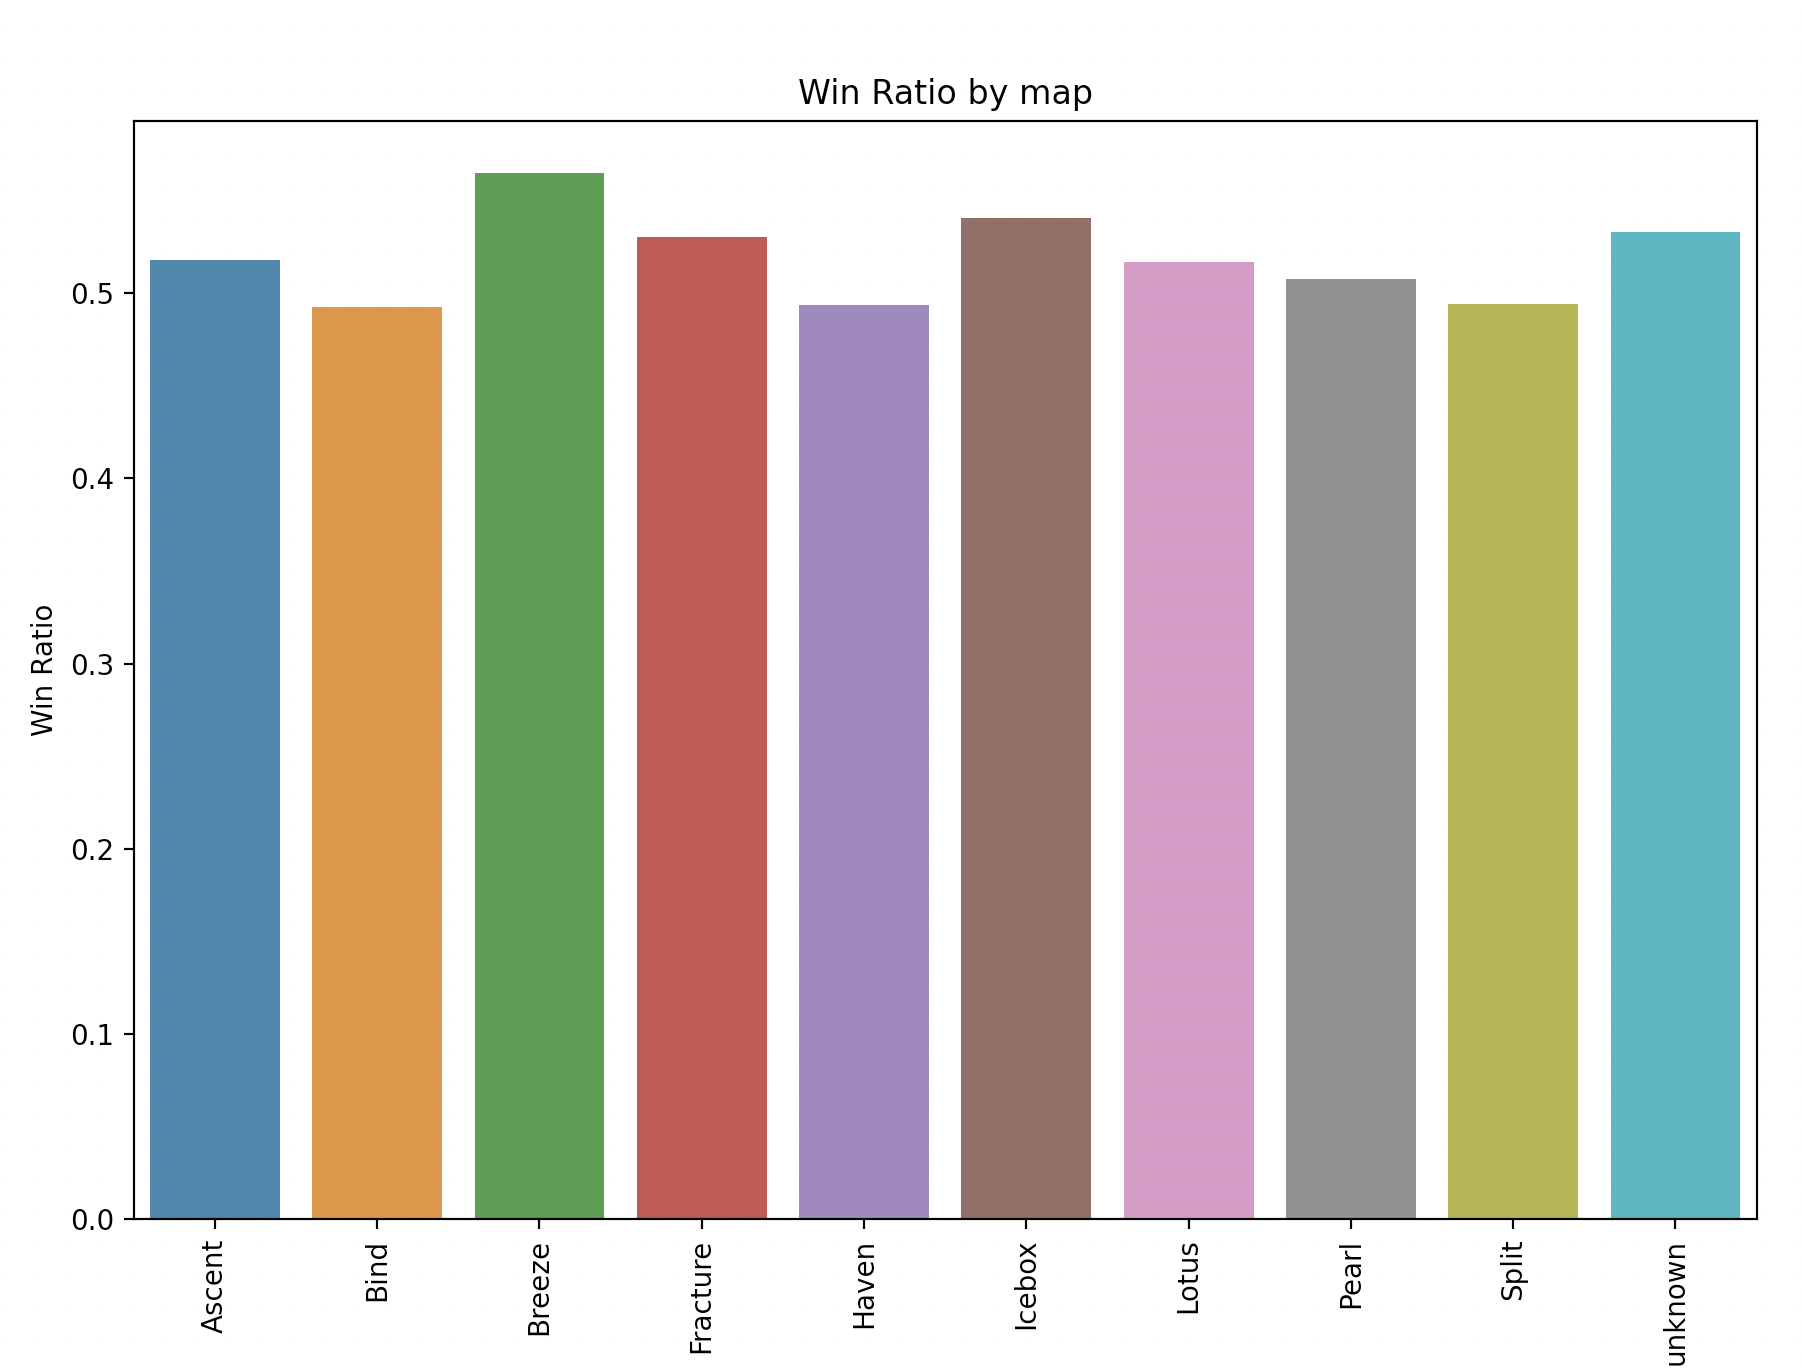 Win Ratio by map
Win Ratio
0.5
0.4
0.3
0.2
0.1
0.0
Ascent
Bind
Breeze
Fracture
Haven
Icebox
Lotus
Pearl
Split
unknown